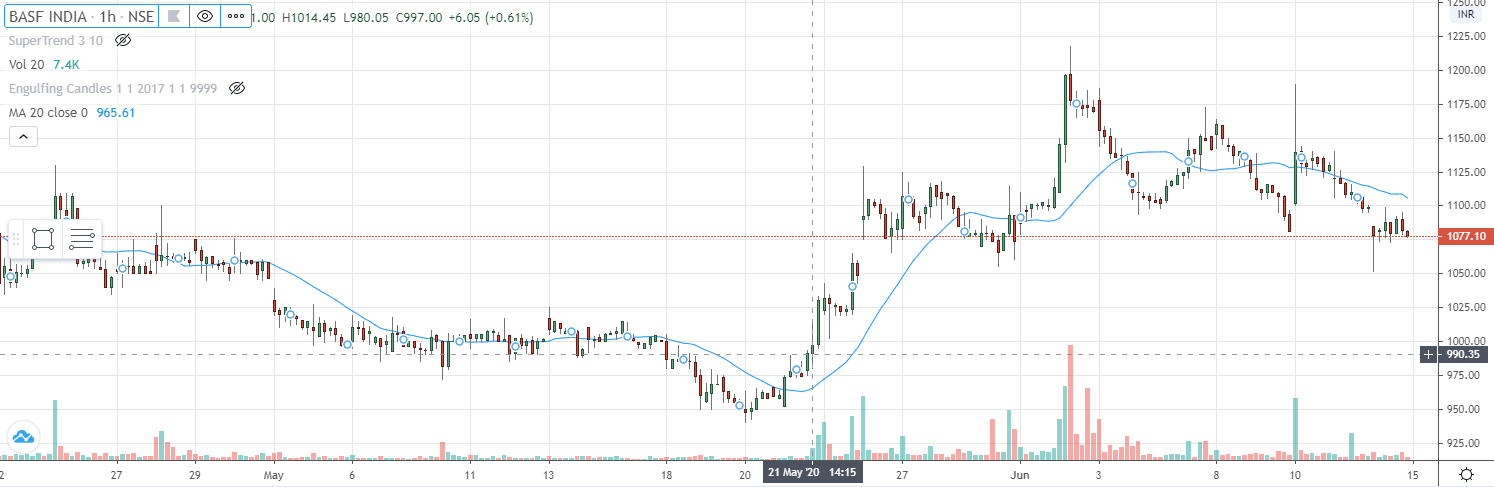 BASF INDIA · 1h · NSE 1.00 H1014.45 L980.05 C997.00 +6.05 (+0.61%)
SuperTrend 3 10
Vol 20 7.4K
Engulfing Candles 1 1 2017 1 1 9999
MA 20 close 0 965.61
1250.00
INR
1225.00
1200.00
1175.00
1150.00
1125.00
1100.00
1077.10
1050.00
1025.00
1000.00
990.35
975.00
950.00
925.00
2 27 29 May 6 11 13 18 20 21 May '20 14:15 27 Jun 3 8 10 15